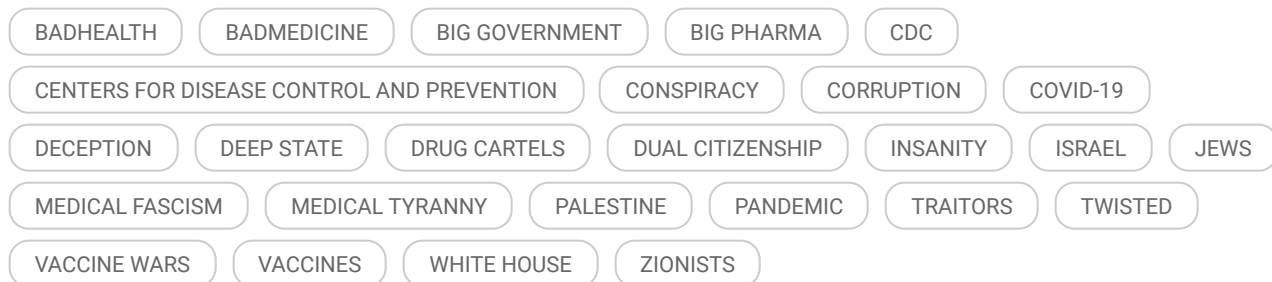 BADHEALTH BADMEDICINE BIG GOVERNMENT BIG PHARMA CDC
CENTERS FOR DISEASE CONTROL AND PREVENTION CONSPIRACY CORRUPTION COVID-19
DECEPTION DEEP STATE DRUG CARTELS DUAL CITIZENSHIP INSANITY ISRAEL JEWS
MEDICAL FASCISM MEDICAL TYRANNY PALESTINE PANDEMIC TRAITORS TWISTED
VACCINE WARS VACCINES WHITE HOUSE ZIONISTS